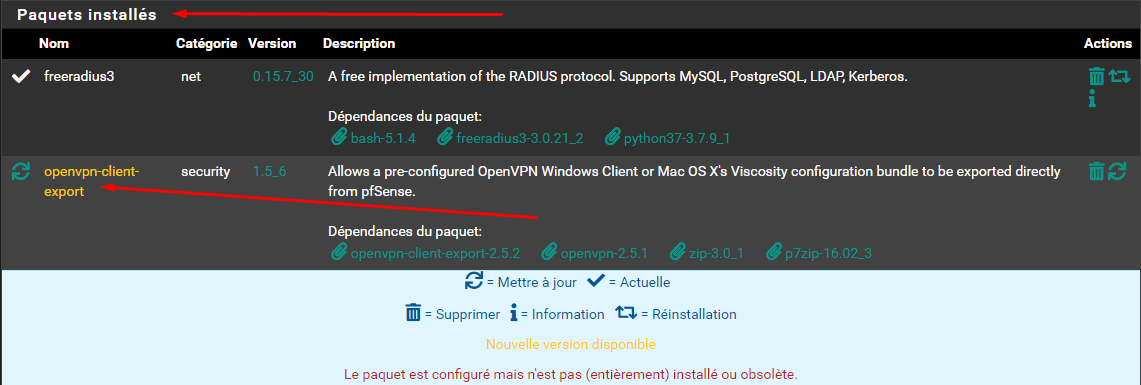 Paquets installés
Nom Catégorie Version Description Actions
freeradius3 net 0.15.7_30 A free implementation of the RADIUS protocol. Supports MySQL, PostgreSQL, LDAP, Kerberos.
Dépendances du paquet:
bash-5.1.4 freeradius3-3.0.21_2 python37-3.7.9_1
openvpn-client- security 1.5_6 Allows a pre-configured OpenVPN Windows Client or Mac OS X's Viscosity configuration bundle to be exported directly
export from pfSense.
Dépendances du paquet:
openvpn-client-export-2.5.2 openvpn-2.5.1 zip-3.0_1 p7zip-16.02_3
= Mettre à jour = Actuelle
= Supprimer = Information = Réinstallation
Nouvelle version disponible
Le paquet est configuré mais n'est pas (entièrement) installé ou obsolète.